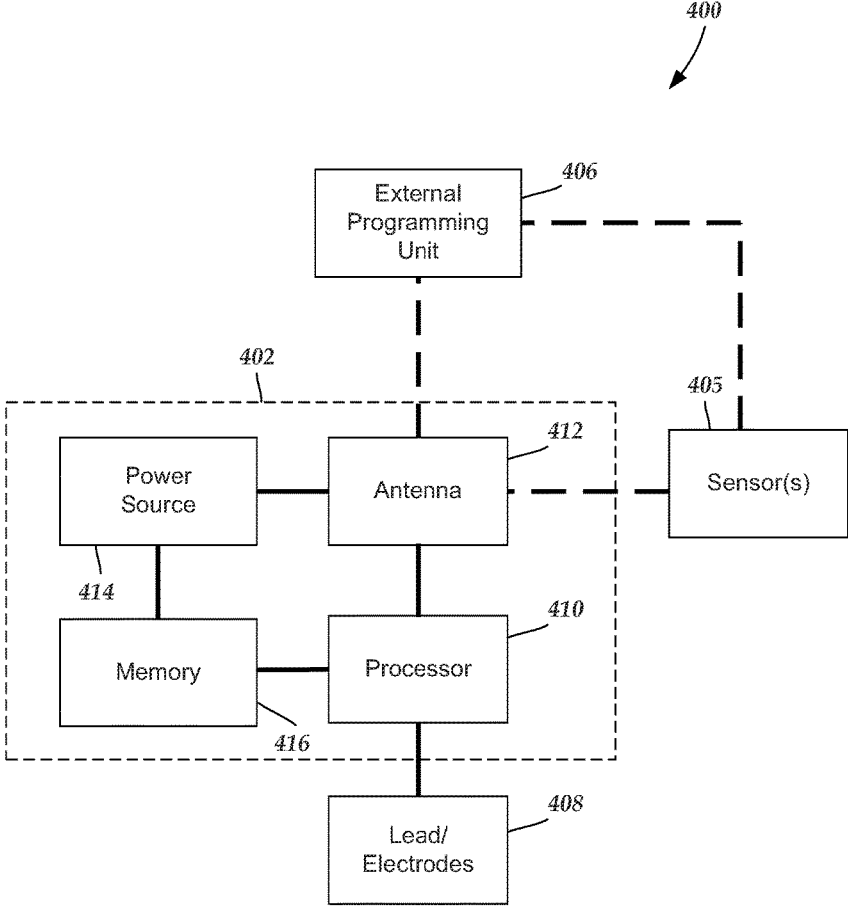 400
External
Programming
Unit
406
402
405
Power
Source
Antenna
412
Sensor(s)
414
Memory
Processor
410
416
Lead/
Electrodes
408